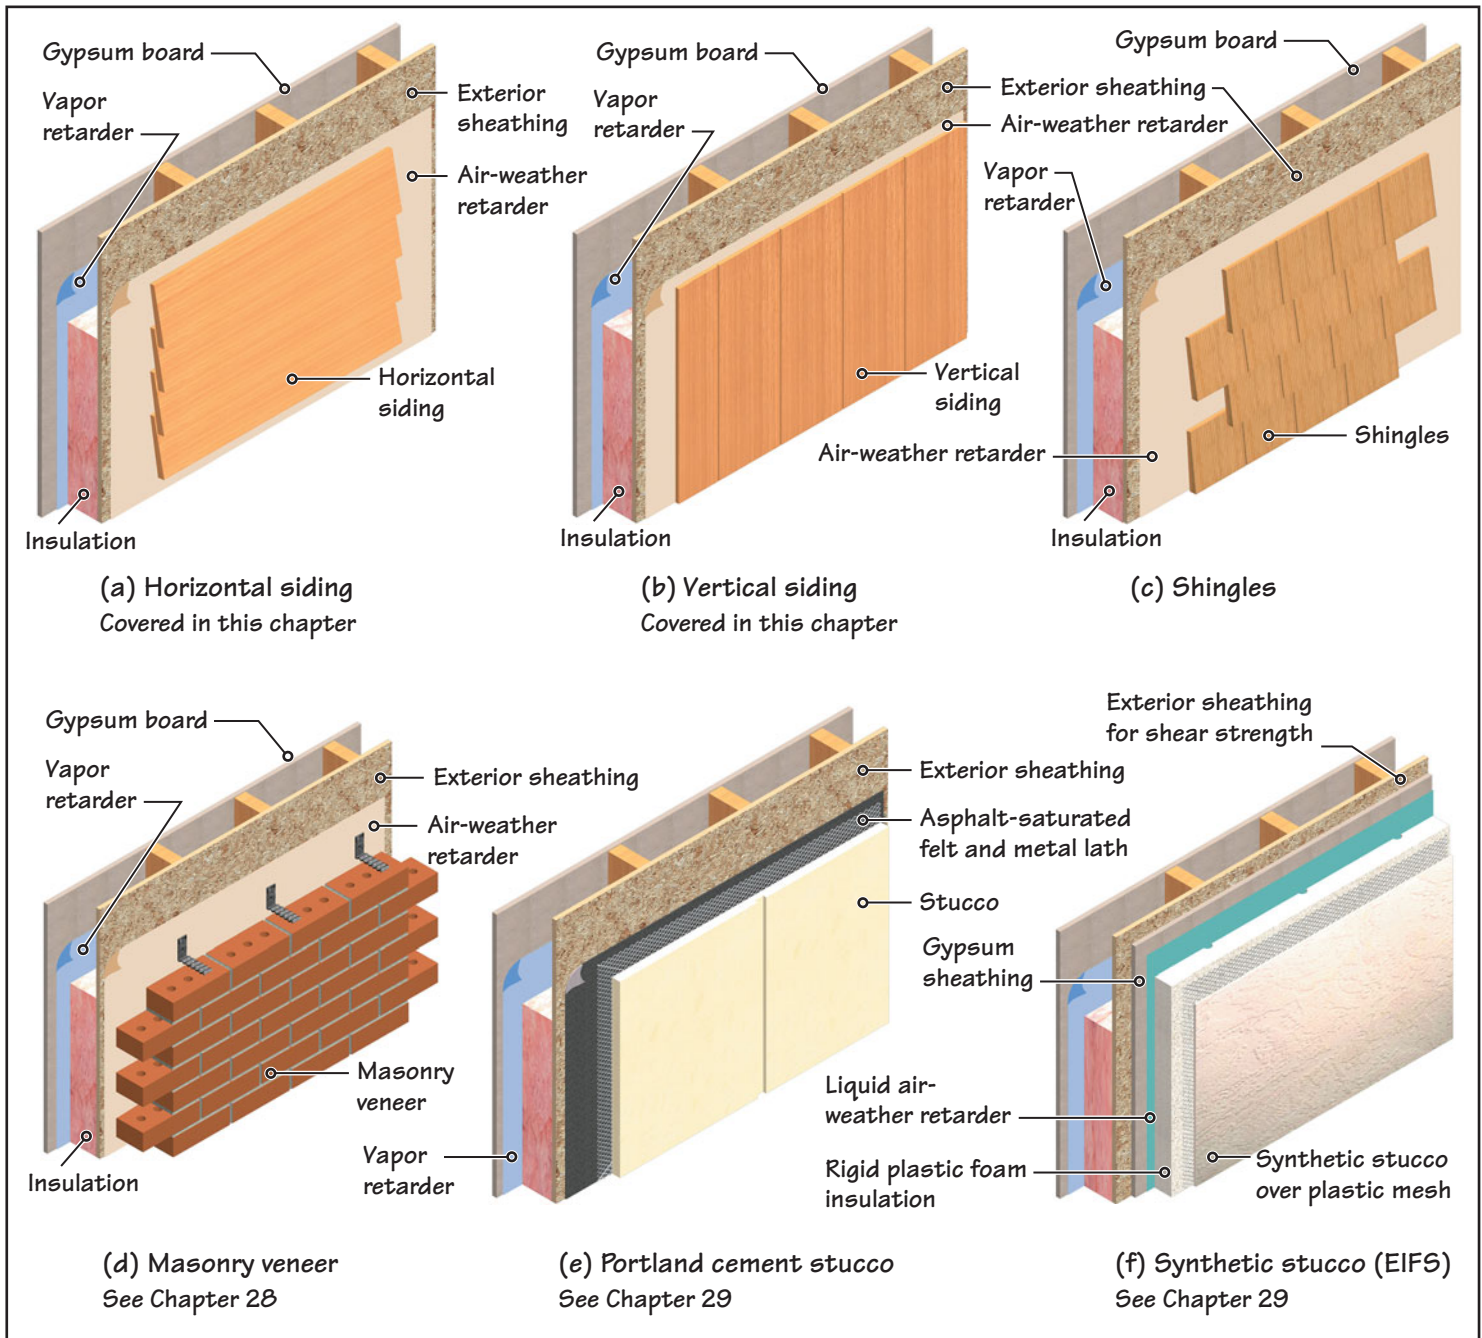 Gypsum board
Vapor
retarder
Exterior
sheathing
Air-weather
retarder
Horizontal
siding
Insulation
(a) Horizontal siding
Covered in this chapter
Gypsum board
Vapor
retarder
Exterior sheathing
Air-weather retarder
Vertical
siding
Insulation
(b) Vertical siding
Covered in this chapter
Gypsum board
Vapor
retarder
Air-weather retarder
Shingles
Insulation
(c) Shingles
Gypsum board
Vapor
retarder
Exterior sheathing
Air-weather
retarder
Masonry
veneer
Insulation
(d) Masonry veneer
See Chapter 28
Exterior sheathing
Asphalt-saturated
felt and metal lath
Stucco
Vapor
retarder
(e) Portland cement stucco
See Chapter 29
Exterior sheathing
for shear strength
Gypsum
sheathing
Liquid air-
weather retarder
Rigid plastic foam
insulation
Synthetic stucco
over plastic mesh
(f) Synthetic stucco (EIFS)
See Chapter 29